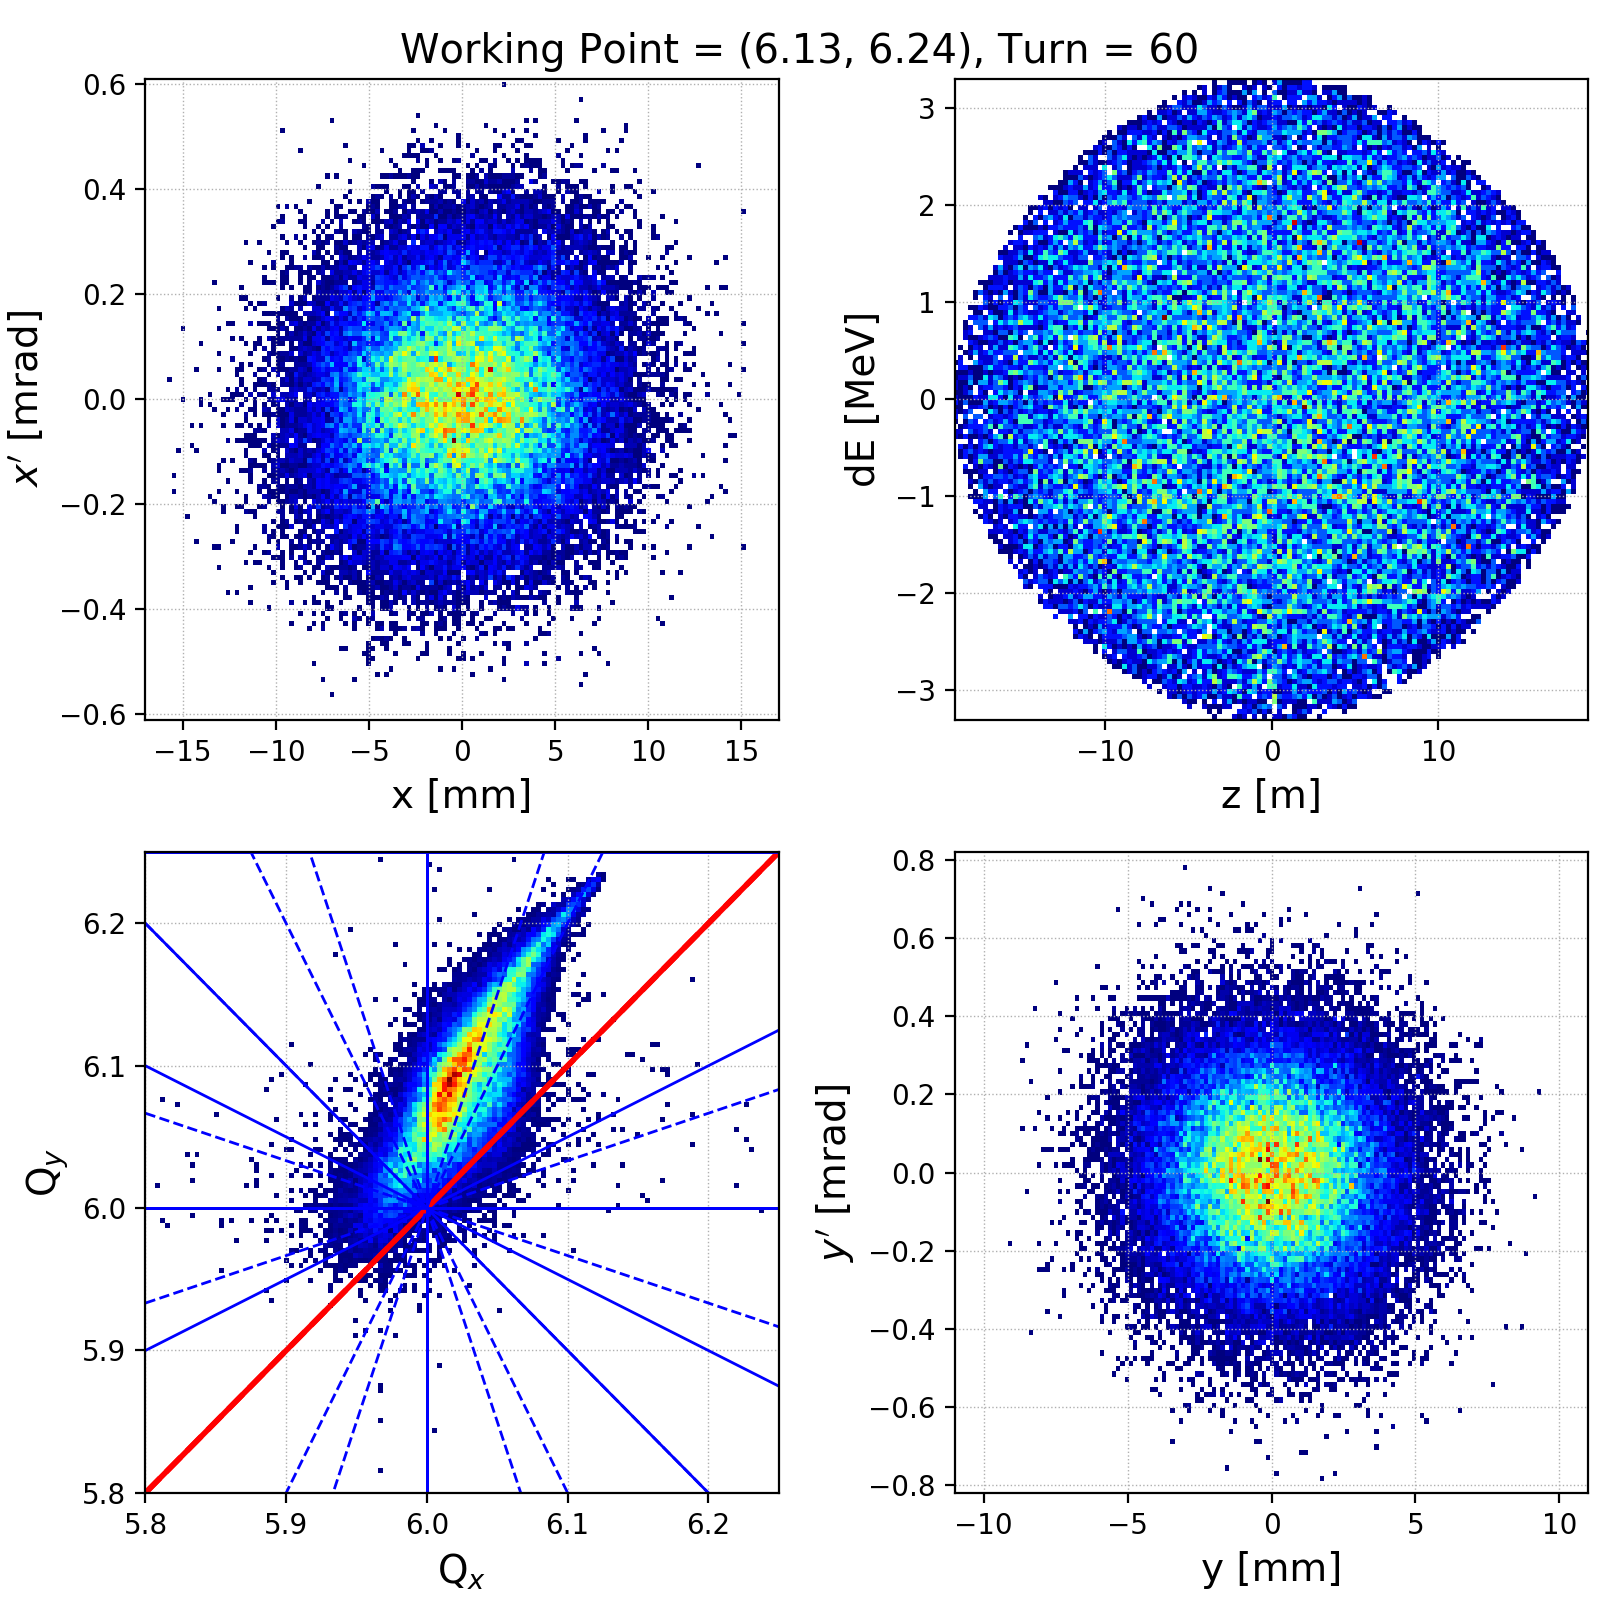 Working Point = (6.13, 6.24), Turn = 60
0.6
0.4
0.2
0.0
−0.2
−0.4
−0.6
x′ [mrad]
−15 −10 −5 0 5 10 15
x [mm]
3
2
1
0
−1
−2
−3
dE [MeV]
−10 0 10
z [m]
6.2
6.1
6.0
5.9
5.8
Qy
5.8 5.9 6.0 6.1 6.2
Qx
0.8
0.6
0.4
0.2
0.0
−0.2
−0.4
−0.6
−0.8
y′ [mrad]
−10 −5 0 5 10
y [mm]